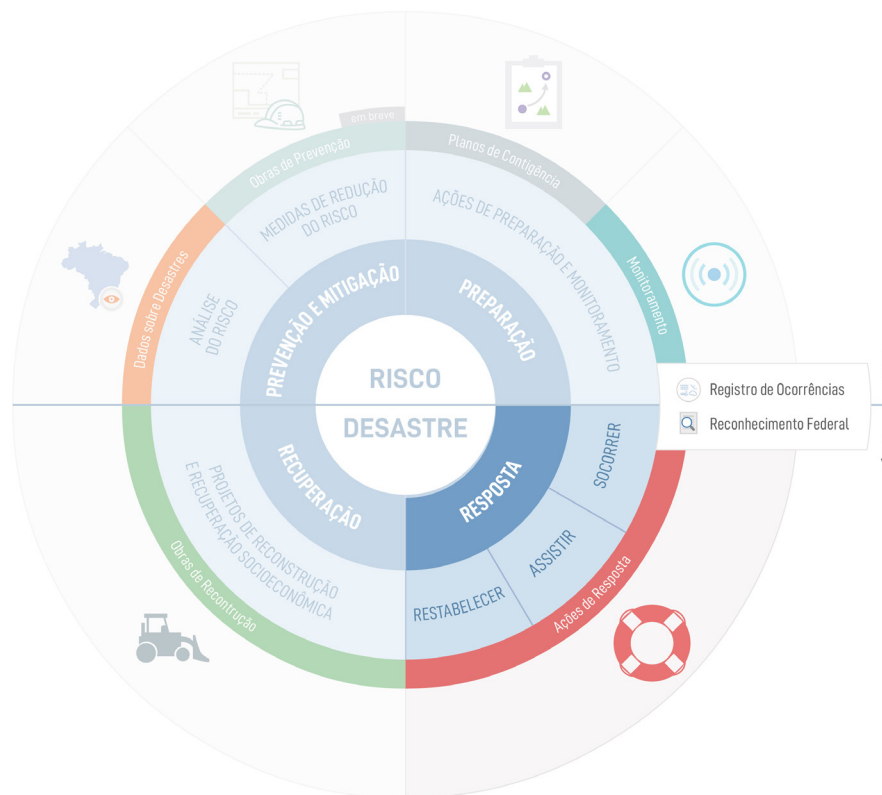 em breve
Obras de Prevenção
Planos de Contigência
MEDIDAS DE REDUÇÃO
DO RISCO
AÇÕES DE PREPARAÇÃO E MONITORAMENTO
Dados sobre Desastres
ANÁLISE
DO RISCO
PREVENÇÃO E MITIGAÇÃO
PREPARAÇÃO
Monitoramento
RISCO
DESASTRE
Registro de Ocorrências
Reconhecimento Federal
RECUPERAÇÃO
RESPOSTA
SOCORRER
ASSISTIR
RESTABELECER
PROJETOS DE RECONSTRUÇÃO
E RECUPERAÇÃO SOCIOECONÔMICA
Obras de Recontrução
Ações de Resposta